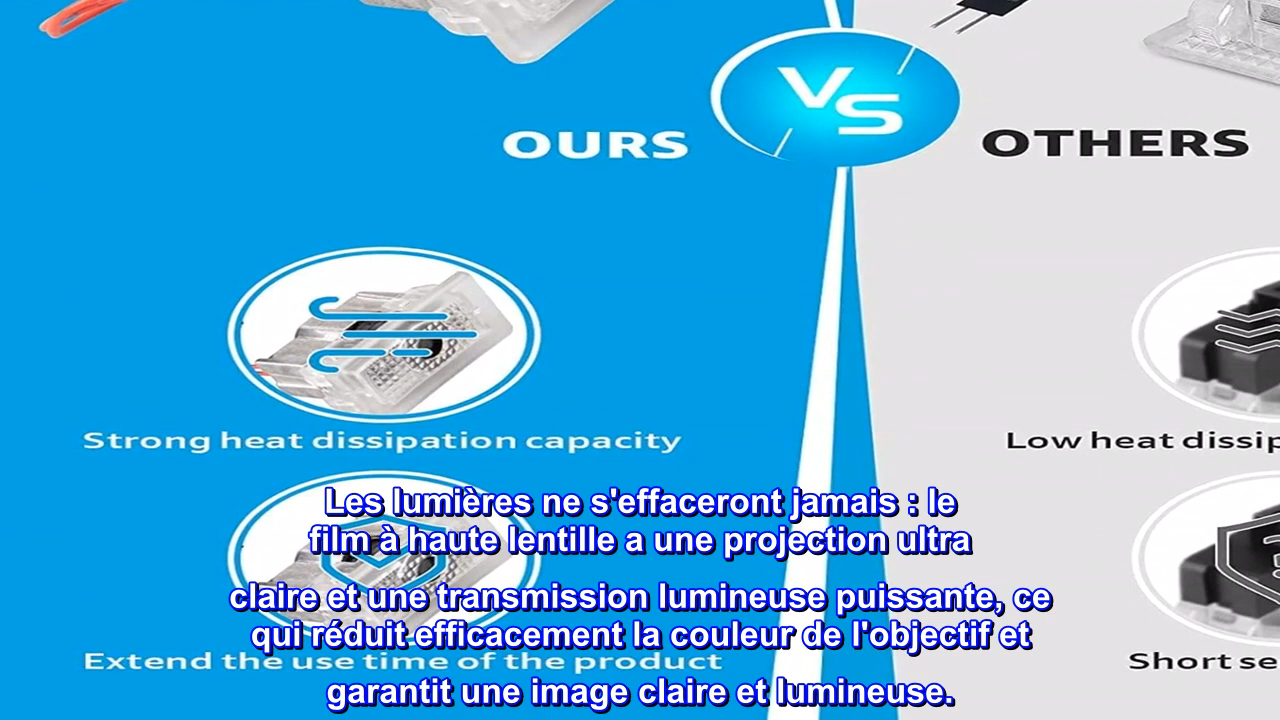 VS
OURS
OTHERS
Strong heat dissipation capacity
Low heat
Les lumières ne s'effaceront jamais : le
film à haute lentille a une projection ultra
claire et une transmission lumineuse puissante, ce
qui réduit efficacement la couleur de l'objectif et
Extend the use time of the product
Short
garantit une image claire et lumineuse.